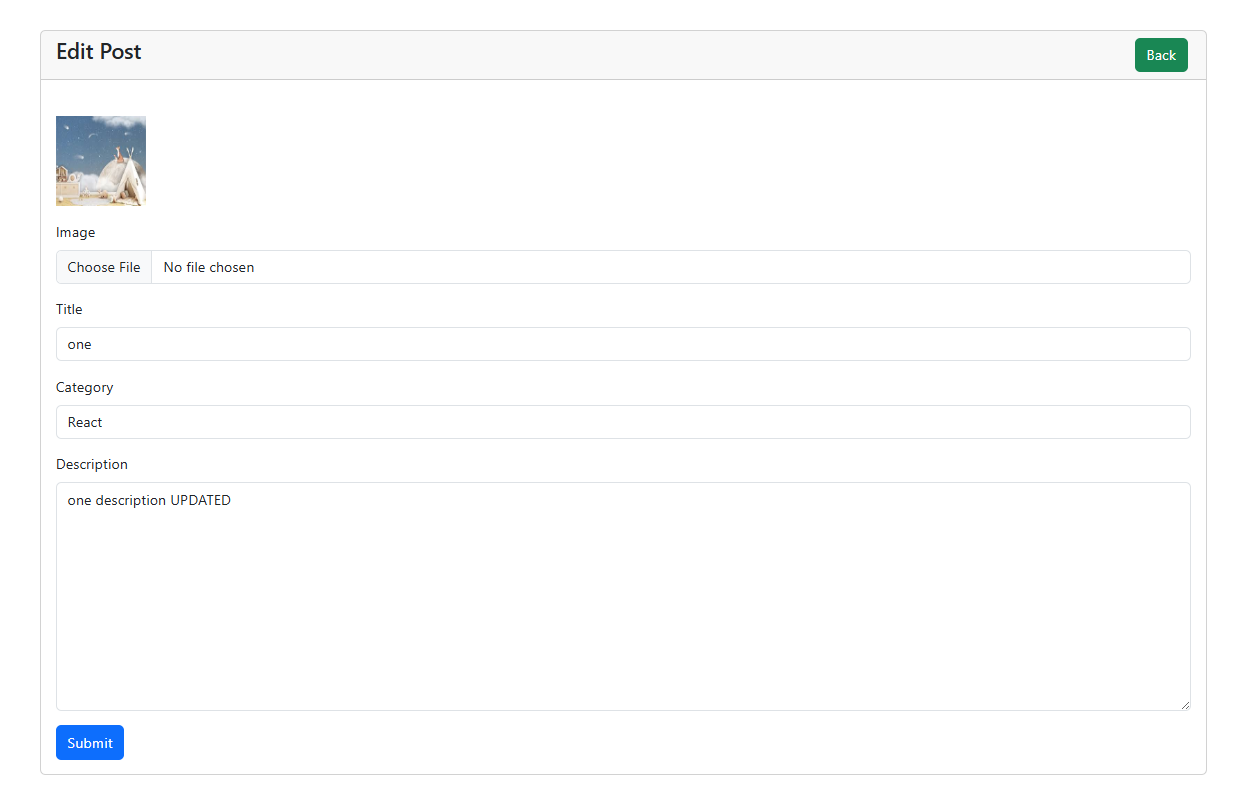 Edit Post
Back
Image
Choose File No file chosen
Title
one
Category
React
Description
one description UPDATED
Submit